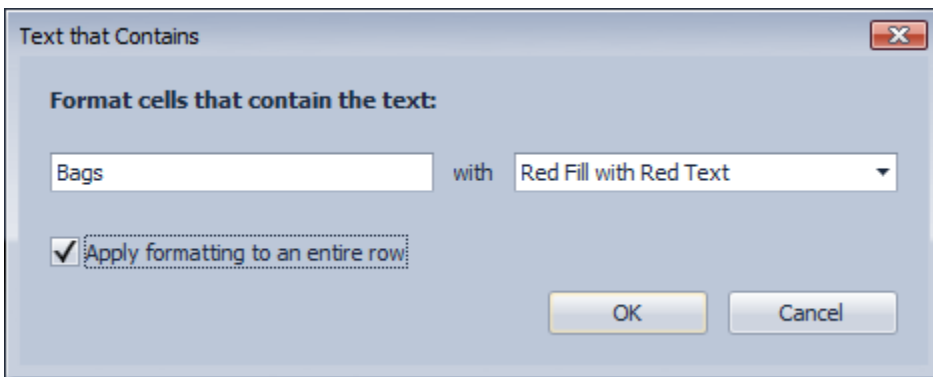 Text that Contains
Format cells that contain the text:
Bags with Red Fill with Red Text
Apply formatting to an entire row
OK Cancel